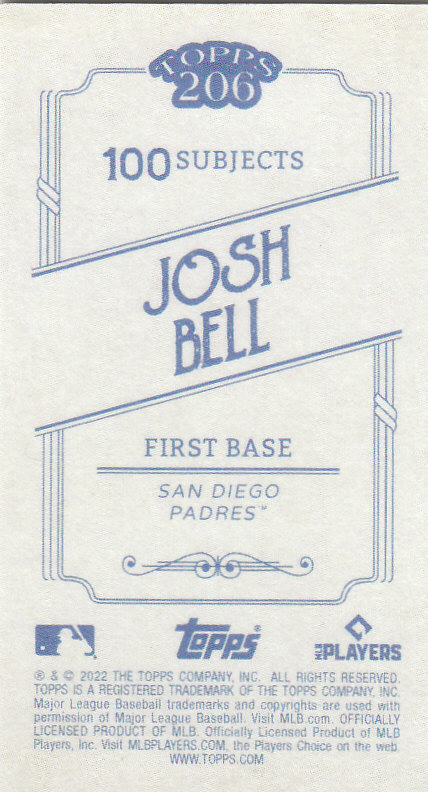 TOPPS
206
100 SUBJECTS
JOSH
BELL
FIRST BASE
SAN DIEGO
PADRES™
topps®
MLB PLAYERS
® & © 2022 THE TOPPS COMPANY, INC. ALL RIGHTS RESERVED.
TOPPS IS A REGISTERED TRADEMARK OF THE TOPPS COMPANY, INC.
Major League Baseball trademarks and copyrights are used with
permission of Major League Baseball. Visit MLB.com. OFFICIALLY
LICENSED PRODUCT OF MLB. Officially Licensed Product of MLB
Players, Inc. Visit MLBPLAYERS.COM, the Players Choice on the web.
WWW.TOPPS.COM